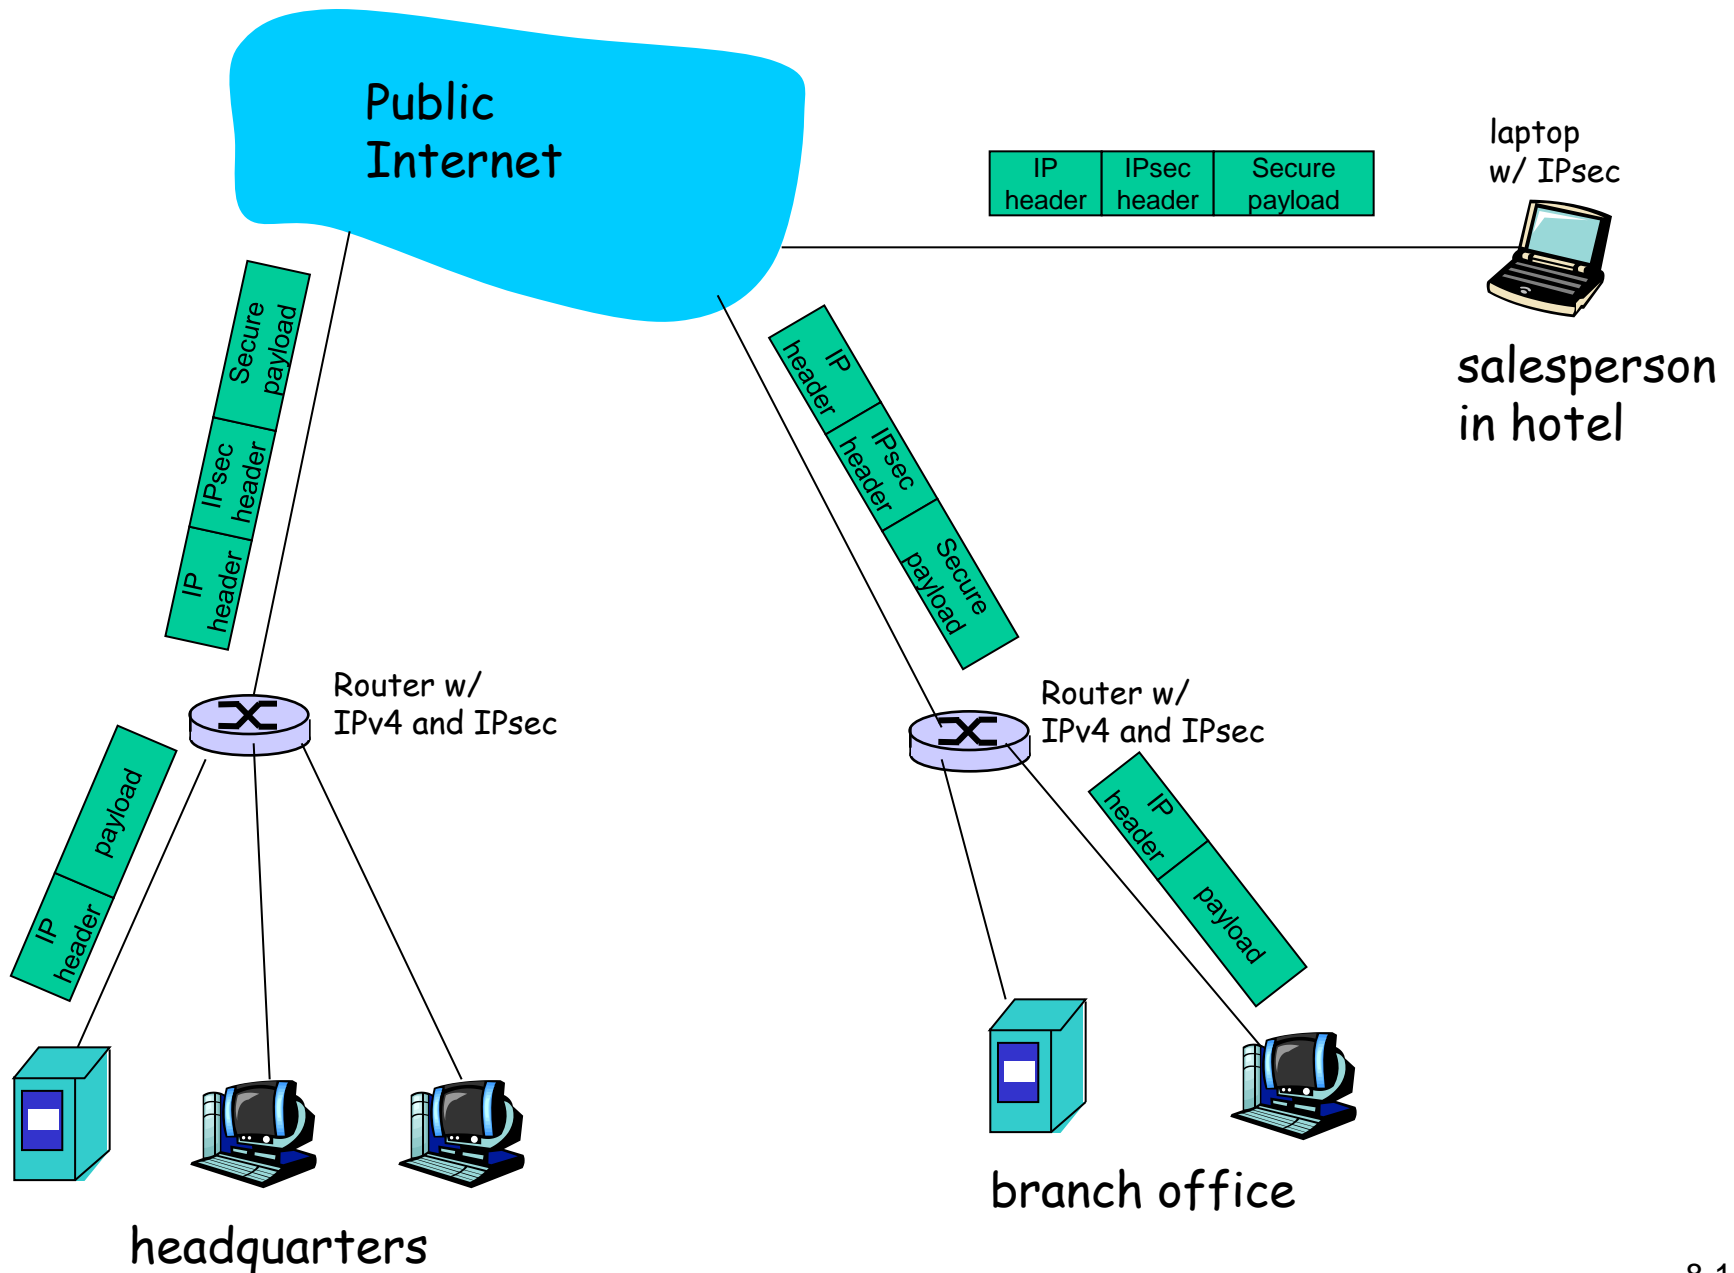 Public
Internet
IP
header
IPsec
header
Secure
payload
laptop
w/ IPsec
salesperson
in hotel
Secure
payload
IPsec
header
IP
header
IP
header
IPsec
header
Secure
payload
Router w/
IPv4 and IPsec
Router w/
IPv4 and IPsec
payload
IP
header
IP
header
payload
branch office
headquarters